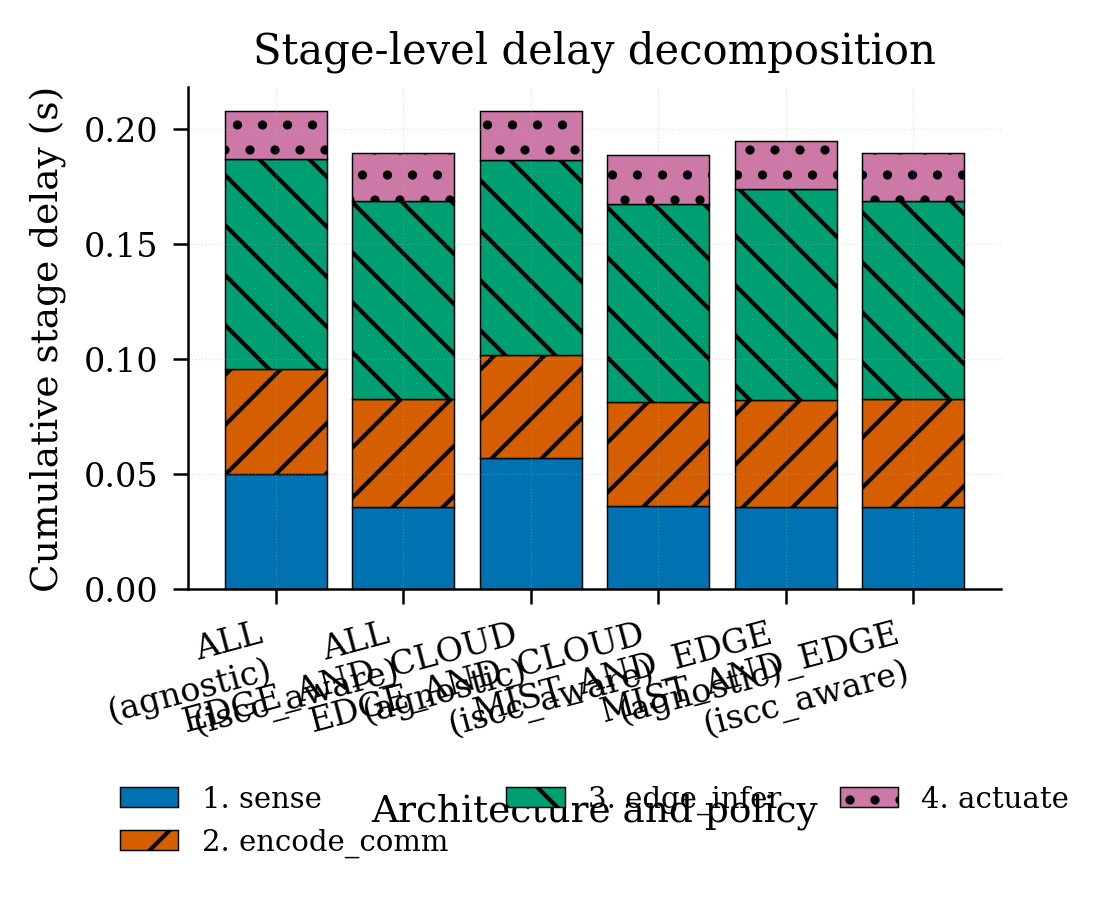 Stage-level delay decomposition
Cumulative stage delay (s)
0.20
0.15
0.10
0.05
0.00
ALL
(agnostic)
ALL
(iscc_aware)
EDGE_AND_CLOUD
(agnostic)
EDGE_AND_CLOUD
(iscc_aware)
MIST_AND_EDGE
(agnostic)
MIST_AND_EDGE
(iscc_aware)
Architecture and policy
1. sense
2. encode_comm
3. edge_infer
4. actuate